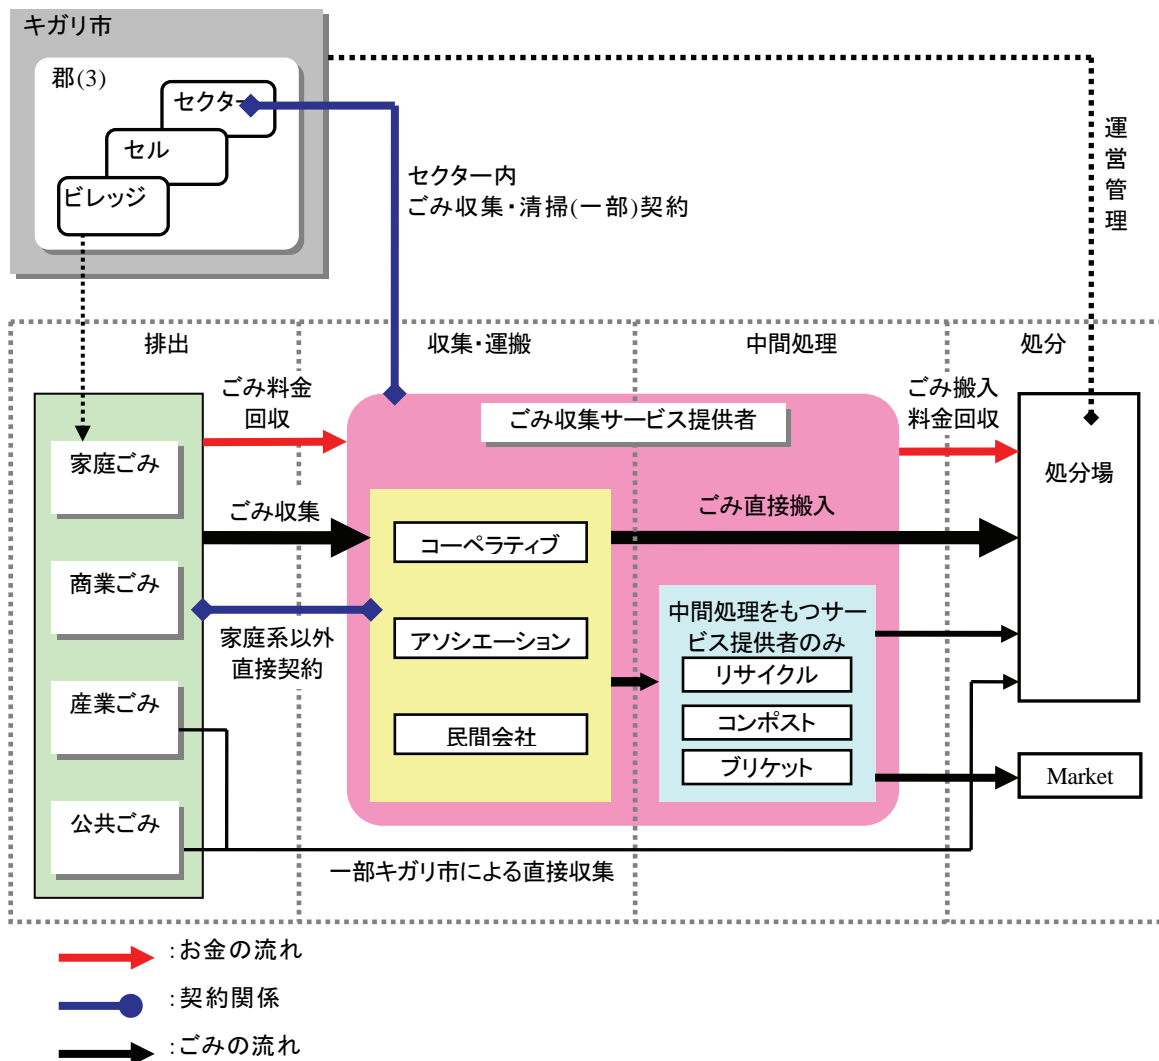 キガリ市
郡(3)
セクター
セル
ビレッジ
セクター内
ごみ収集・清掃(一部)契約
運営管理
排出
収集・運搬
中間処理
処分
ごみ料金
回収
ごみ収集サービス提供者
ごみ搬入
料金回収
家庭ごみ
処分場
ごみ収集
ごみ直接搬入
コーペラティブ
商業ごみ
家庭系以外
直接契約
アソシエーション
中間処理をもつサー
ビス提供者のみ
リサイクル
産業ごみ
民間会社
コンポスト
ブリケット
Market
公共ごみ
一部キガリ市による直接収集
:お金の流れ
:契約関係
:ごみの流れ